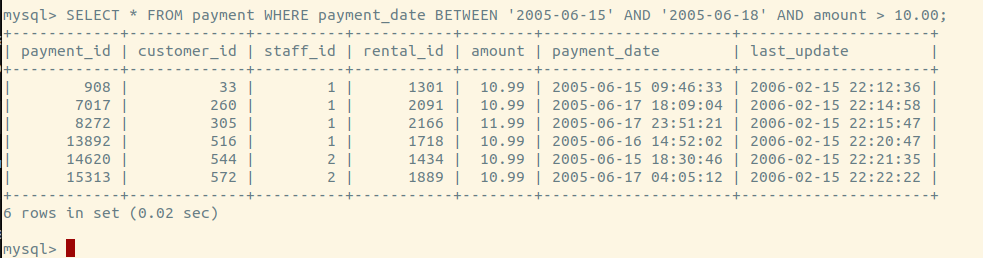 mysql> SELECT * FROM payment WHERE payment_date BETWEEN '2005-06-15' AND '2005-06-18' AND amount > 10.00;
+------------+-------------+----------+-----------+--------+---------------------+---------------------+
| payment_id | customer_id | staff_id | rental_id | amount | payment_date        | last_update         |
+------------+-------------+----------+-----------+--------+---------------------+---------------------+
|        908 |          33 |        1 |      1301 |  10.99 | 2005-06-15 09:46:33 | 2006-02-15 22:12:36 |
|       7017 |         260 |        1 |      2091 |  10.99 | 2005-06-17 18:09:04 | 2006-02-15 22:14:58 |
|       8272 |         305 |        1 |      2166 |  11.99 | 2005-06-17 23:51:21 | 2006-02-15 22:15:47 |
|      13892 |         516 |        1 |      1718 |  10.99 | 2005-06-16 14:52:02 | 2006-02-15 22:20:47 |
|      14620 |         544 |        2 |      1434 |  10.99 | 2005-06-15 18:30:46 | 2006-02-15 22:21:35 |
|      15313 |         572 |        2 |      1889 |  10.99 | 2005-06-17 04:05:12 | 2006-02-15 22:22:22 |
+------------+-------------+----------+-----------+--------+---------------------+---------------------+
6 rows in set (0.02 sec)
mysql>